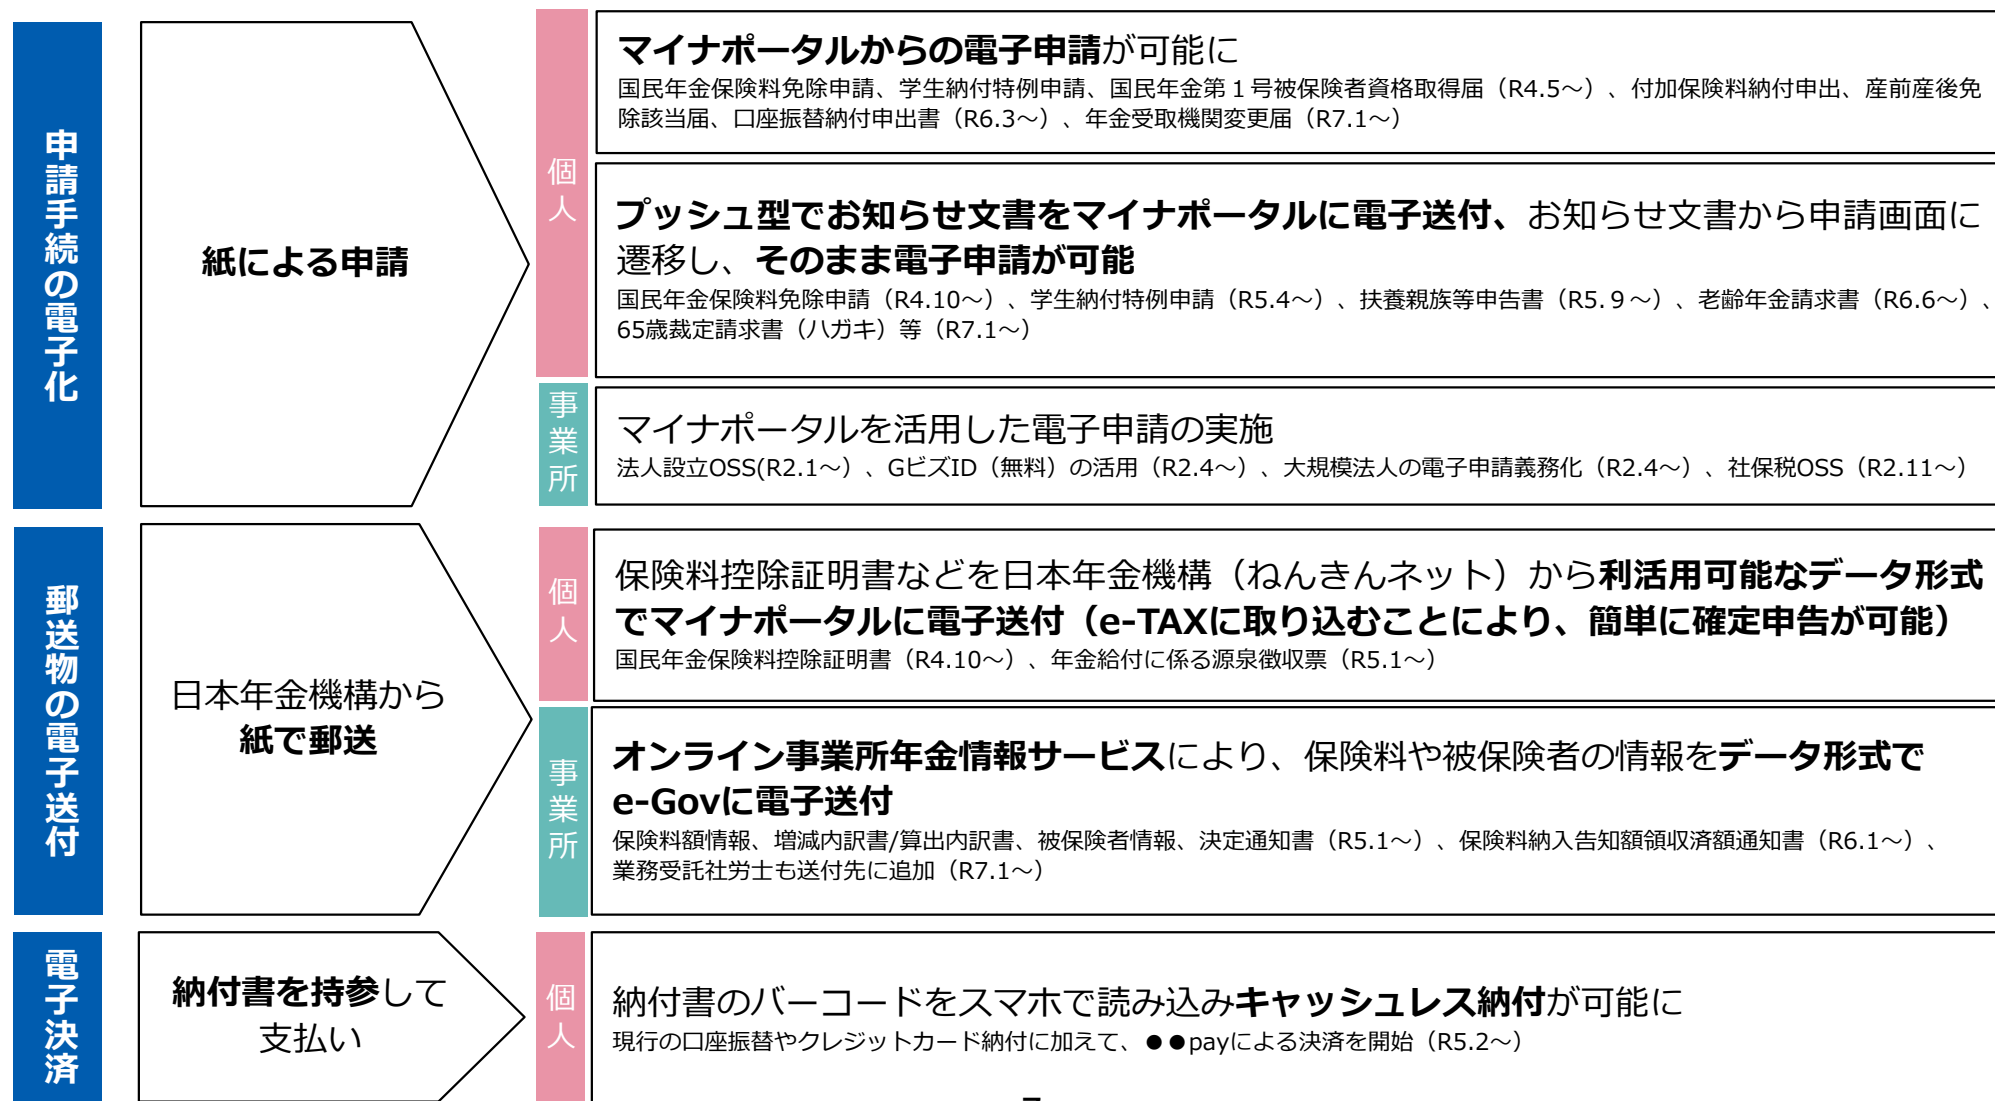 申請手続の電子化
紙による申請
個人
マイナポータルからの電子申請が可能に
国民年金保険料免除申請、学生納付特例申請、国民年金第１号被保険者資格取得届（R4.5～）、付加保険料納付申出、産前産後免
除該当届、口座振替納付申出書（R6.3～）、年金受取機関変更届（R7.1～）
プッシュ型でお知らせ文書をマイナポータルに電子送付、お知らせ文書から申請画面に
遷移し、そのまま電子申請が可能
国民年金保険料免除申請（R4.10～）、学生納付特例申請（R5.4～）、扶養親族等申告書（R5.９～）、老齢年金請求書（R6.6～）、
65歳裁定請求書（ハガキ）等（R7.1～）
事業所
マイナポータルを活用した電子申請の実施
法人設立OSS(R2.1～）、GビズID（無料）の活用（R2.4～）、大規模法人の電子申請義務化（R2.4～）、社保税OSS（R2.11～）
郵送物の電子送付
日本年金機構から
紙で郵送
個人
保険料控除証明書などを日本年金機構（ねんきんネット）から利活用可能なデータ形式
でマイナポータルに電子送付（e-TAXに取り込むことにより、簡単に確定申告が可能）
国民年金保険料控除証明書（R4.10～）、年金給付に係る源泉徴収票（R5.1～）
事業所
オンライン事業所年金情報サービスにより、保険料や被保険者の情報をデータ形式で
e-Govに電子送付
保険料額情報、増減内訳書/算出内訳書、被保険者情報、決定通知書（R5.1～）、保険料納入告知額領収済額通知書（R6.1～）、
業務受託社労士も送付先に追加（R7.1～）
電子決済
納付書を持参して
支払い
個人
納付書のバーコードをスマホで読み込みキャッシュレス納付が可能に
現行の口座振替やクレジットカード納付に加えて、●●payによる決済を開始（R5.2～）